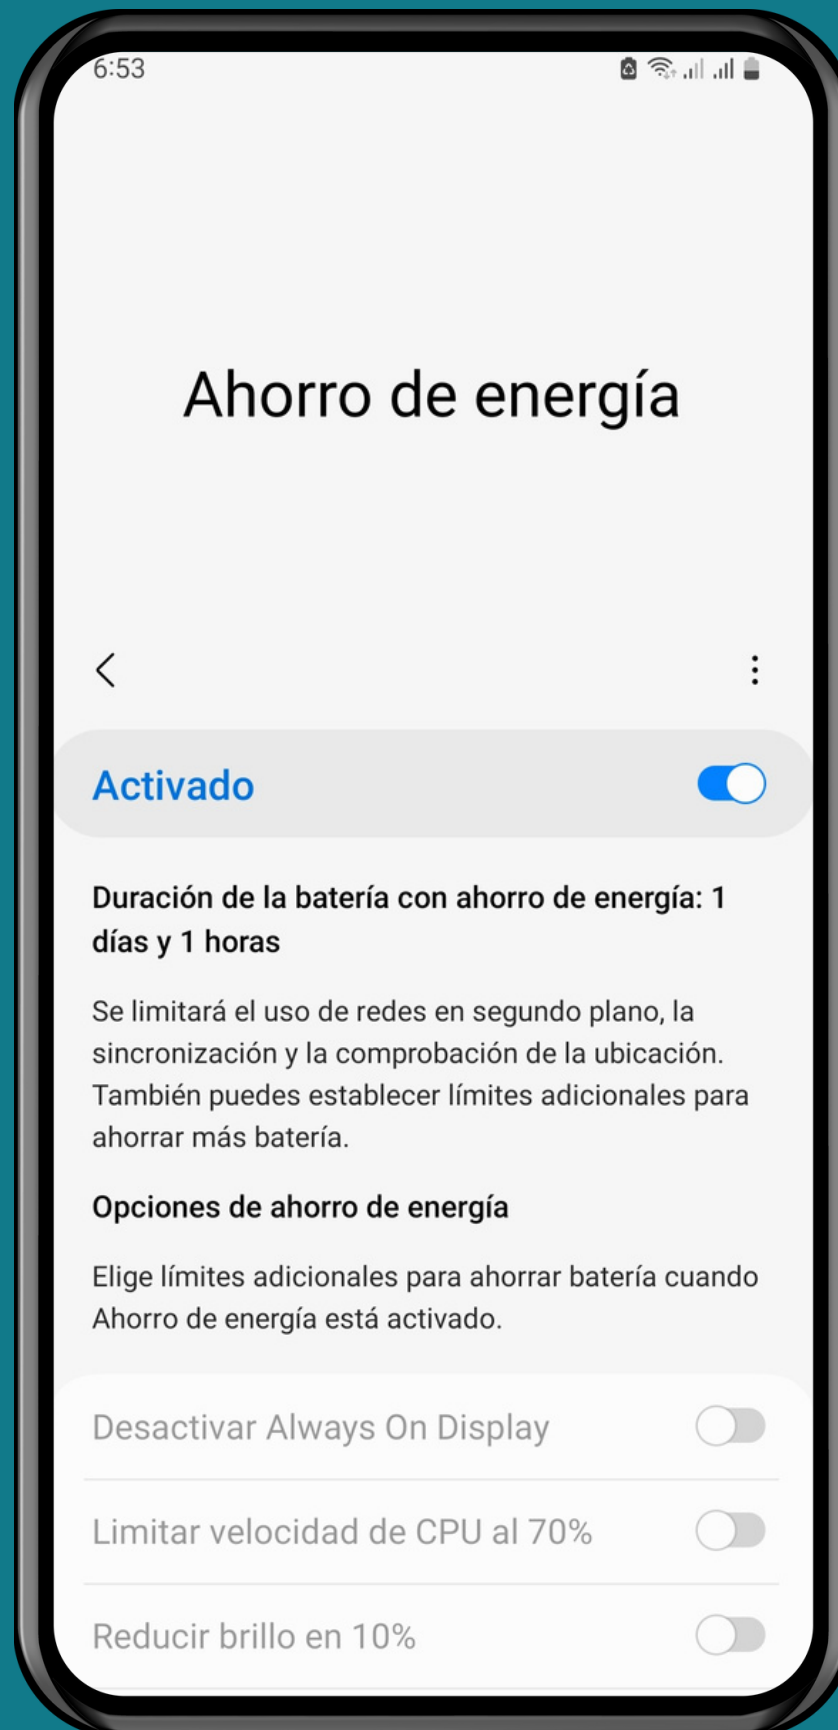 6:53
Ahorro de energía
Activado
Duración de la batería con ahorro de energía: 1
días y 1 horas
Se limitará el uso de redes en segundo plano, la
sincronización y la comprobación de la ubicación.
También puedes establecer límites adicionales para
ahorrar más batería.
Opciones de ahorro de energía
Elige límites adicionales para ahorrar batería cuando
Ahorro de energía está activado.
Desactivar Always On Display
Limitar velocidad de CPU al 70%
Reducir brillo en 10%